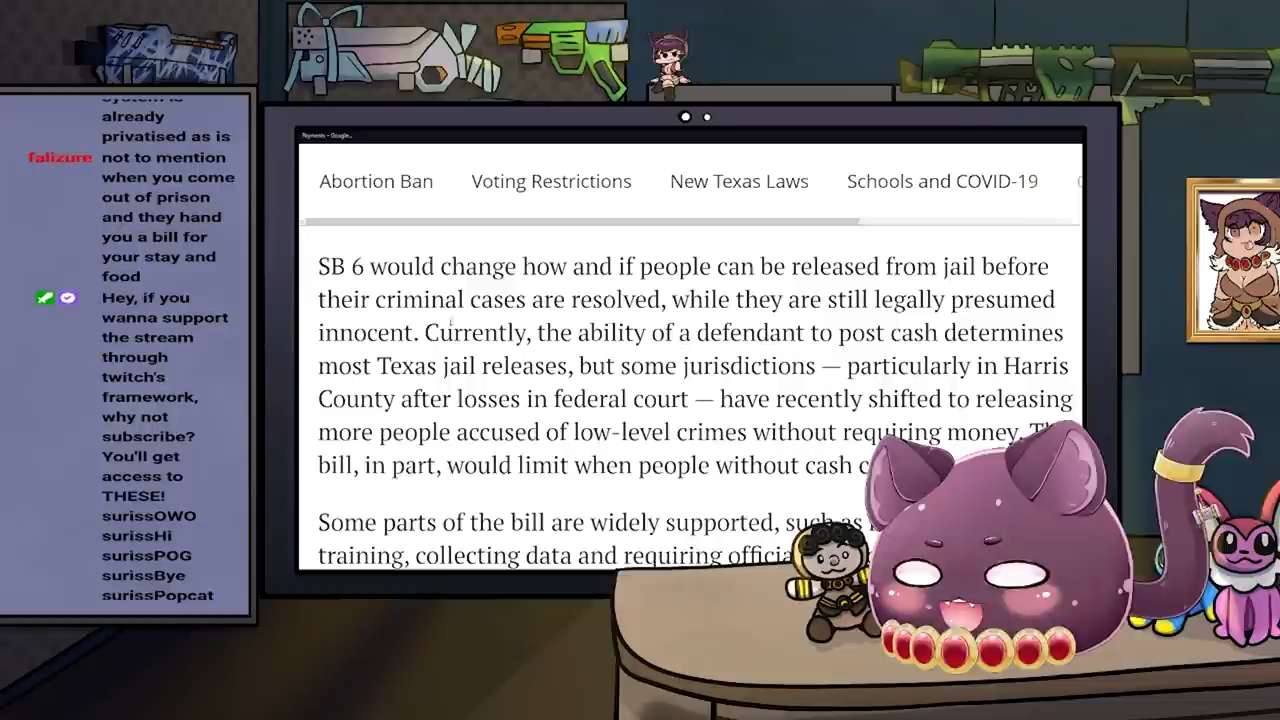 already
privatised as is
falizure not to mention
when you come
out of prison
and they hand
you a bill for
your stay and
food
Hey, if you
wanna support
the stream
through
twitch's
framework,
why not
subscribe?
You'll get
access to
THESE!
surissOWO
surissHi
surissPOG
surissBye
surissPopcat
Abortion Ban Voting Restrictions New Texas Laws Schools and COVID-19
SB 6 would change how and if people can be released from jail before
their criminal cases are resolved, while they are still legally presumed
innocent. Currently, the ability of a defendant to post cash determines
most Texas jail releases, but some jurisdictions — particularly in Harris
County after losses in federal court — have recently shifted to releasing
more people accused of low-level crimes without requiring money.
bill, in part, would limit when people without cash
Some parts of the bill are widely supported, such as
training, collecting data and requiring